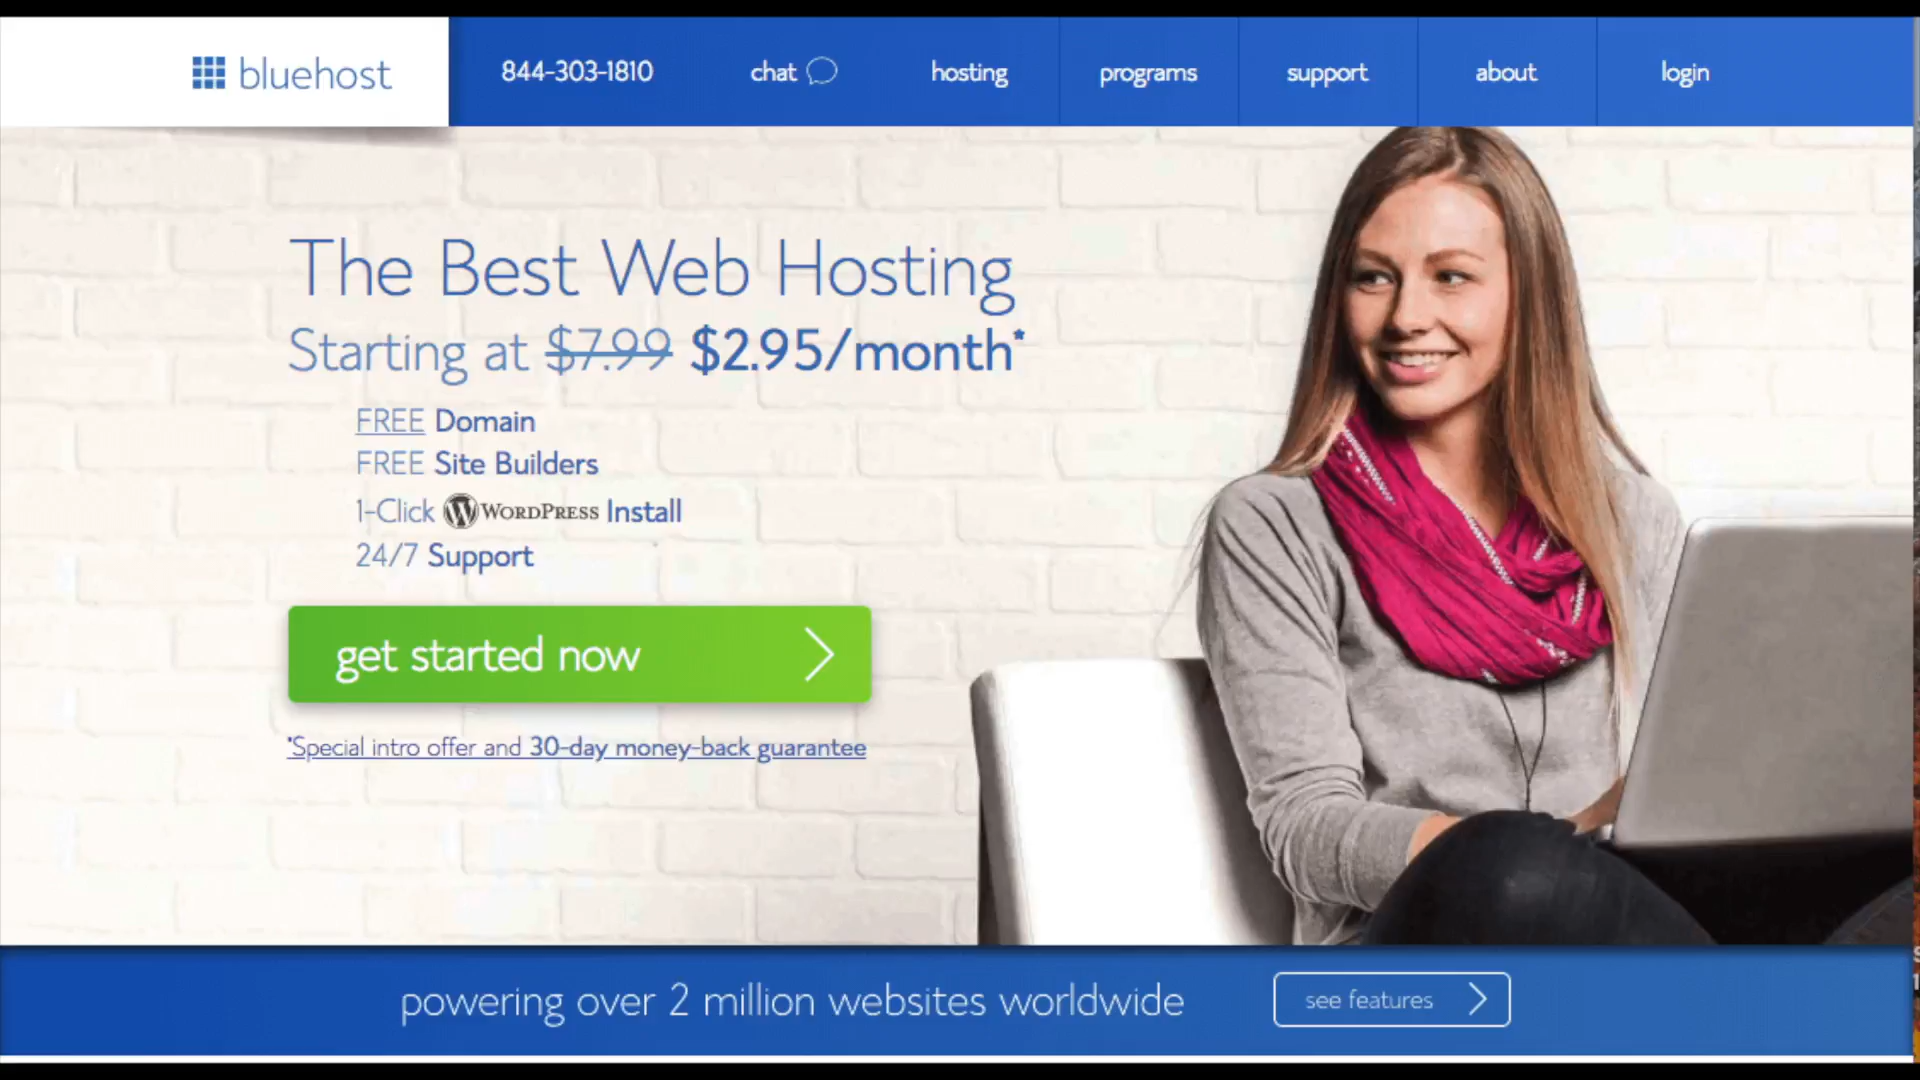 bluehost
844-303-1810
chat
hosting
programs
support
about
login
The Best Web Hosting
Starting at $7.99 $2.95/month*
FREE Domain
FREE Site Builders
1-Click WORDPRESS Install
24/7 Support
get started now
*Special intro offer and 30-day money-back guarantee
powering over 2 million websites worldwide
see features